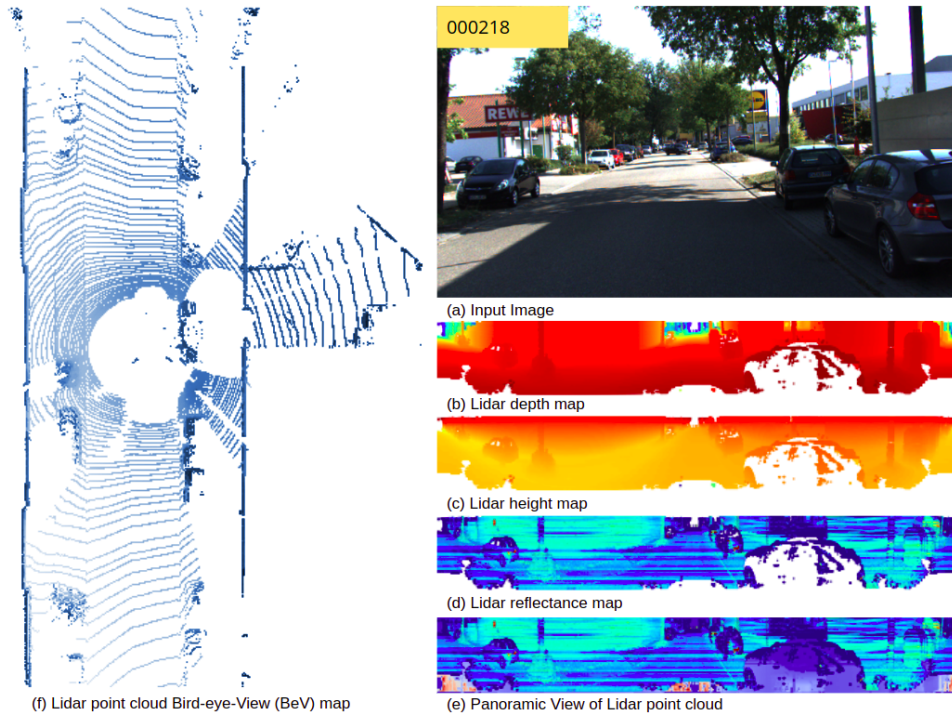 000218
REWE
LIDL
(a) Input Image
(b) Lidar depth map
(c) Lidar height map
(d) Lidar reflectance map
(e) Panoramic View of Lidar point cloud
(f) Lidar point cloud Bird-eye-View (BeV) map